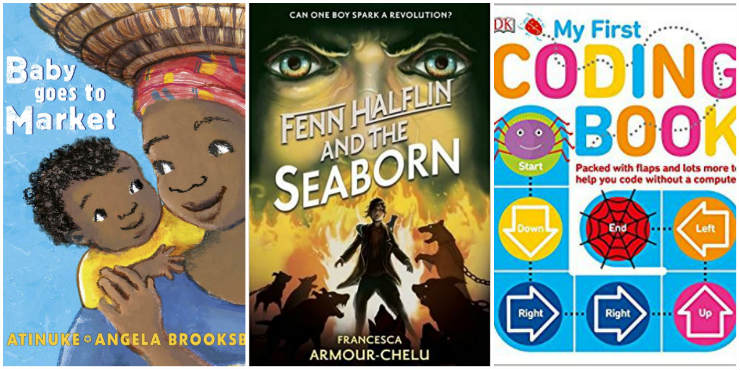 Baby
goes to
Market
ATINUKE ANGELA BROOKSB
CAN ONE BOY SPARK A REVOLUTION?
FENN HALFLIN
AND THE
SEABORN
FRANCESCA
ARMOUR-CHELU
DK
My First
CODING
BOOK
Packed with flaps and lots more t
help you code without a compute
Start
Down
End
Left
Right
Right
Up